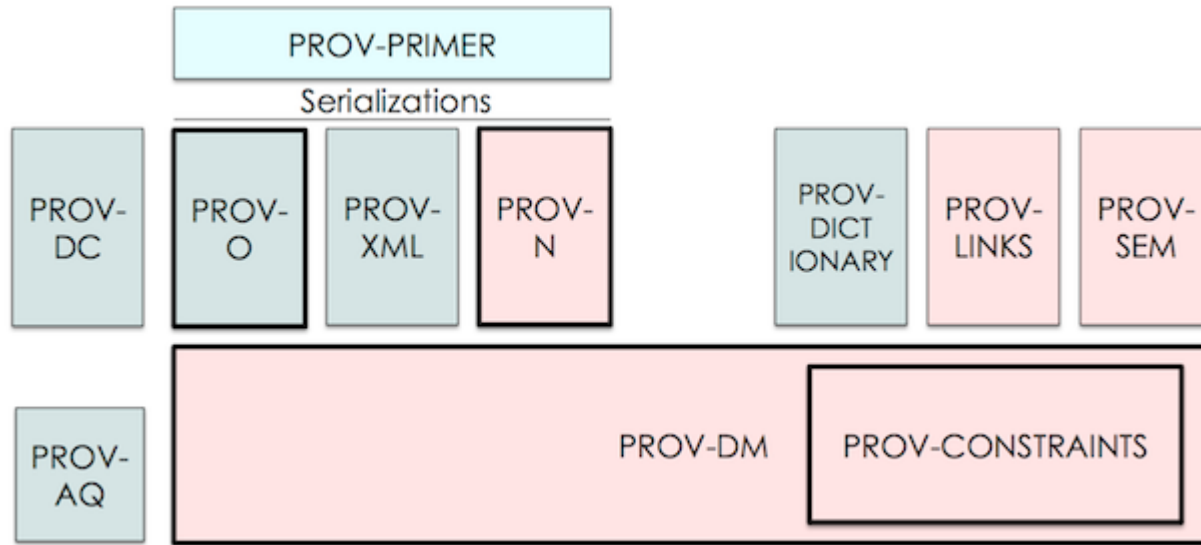 PROV-PRIMER
Serializations
PROV-
DC
PROV-
O
PROV-
XML
PROV-
N
PROV-
DICT
IONARY
PROV-
LINKS
PROV-
SEM
PROV-
AQ
PROV-DM
PROV-CONSTRAINTS